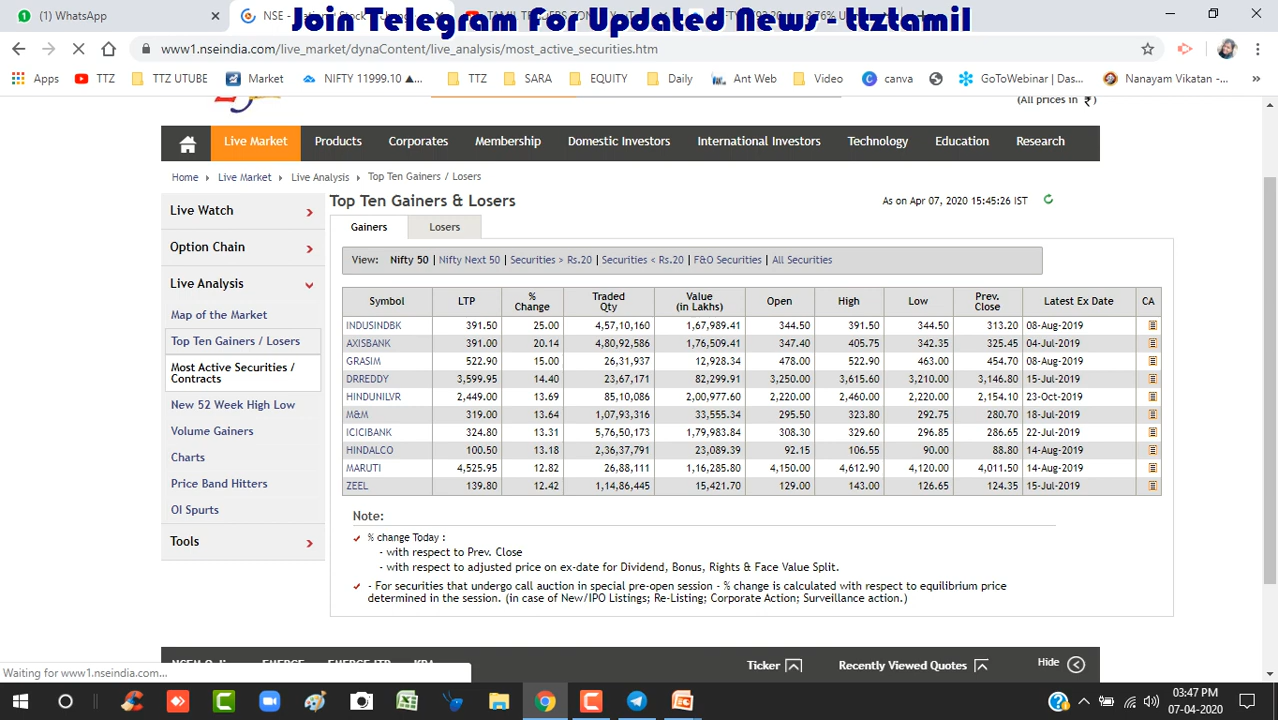 (1) WhatsApp
Join Telegram For Updated News - ttztamil
www1.nseindia.com/live_market/dynaContent/live_analysis/most_active_securities.htm
Apps TTZ TTZ UTUBE Market NIFTY 11999.10 ▲... TTZ SARA EQUITY Daily Ant Web Video canva GoToWebinar | Das... Nanayam Vikatan -... »
(All prices in ₹)
Live Market Products Corporates Membership Domestic Investors International Investors Technology Education Research
Home Live Market Live Analysis Top Ten Gainers / Losers
Live Watch
Option Chain
Live Analysis
Map of the Market
Top Ten Gainers / Losers
Most Active Securities /
Contracts
New 52 Week High Low
Volume Gainers
Charts
Price Band Hitters
OI Spurts
Tools
Top Ten Gainers & Losers As on Apr 07, 2020 15:45:26 IST
Gainers Losers
View: Nifty 50 | Nifty Next 50 | Securities > Rs.20 | Securities < Rs.20 | F&O Securities | All Securities
Symbol LTP % Change Traded Qty Value (in Lakhs) Open High Low Prev. Close Latest Ex Date CA
INDUSINDBK 391.50 25.00 4,57,10,160 1,67,989.41 344.50 391.50 344.50 313.20 08-Aug-2019
AXISBANK 391.00 20.14 4,80,92,586 1,76,509.41 347.40 405.75 342.35 325.45 04-Jul-2019
GRASIM 522.90 15.00 26,31,937 12,928.34 478.00 522.90 463.00 454.70 08-Aug-2019
DRREDDY 3,599.95 14.40 23,67,171 82,299.91 3,250.00 3,615.60 3,210.00 3,146.80 15-Jul-2019
HINDUNILVR 2,449.00 13.69 85,10,086 2,00,977.60 2,220.00 2,460.00 2,220.00 2,154.10 23-Oct-2019
M&M 319.00 13.64 1,07,93,316 33,555.34 295.50 323.80 292.75 280.70 18-Jul-2019
ICICIBANK 324.80 13.31 5,76,50,173 1,79,983.84 308.30 329.60 296.85 286.65 22-Jul-2019
HINDALCO 100.50 13.18 2,36,37,791 23,089.39 92.15 106.55 90.00 88.80 14-Aug-2019
MARUTI 4,525.95 12.82 26,88,111 1,16,285.80 4,150.00 4,612.90 4,120.00 4,011.50 14-Aug-2019
ZEEL 139.80 12.42 1,14,86,445 15,421.70 129.00 143.00 126.65 124.35 15-Jul-2019
Note:
% change Today :
- with respect to Prev. Close
- with respect to adjusted price on ex-date for Dividend, Bonus, Rights & Face Value Split.
- For securities that undergo call auction in special pre-open session - % change is calculated with respect to equilibrium price
determined in the session. (in case of New/IPO Listings; Re-Listing; Corporate Action; Surveillance action.)
Ticker Recently Viewed Quotes Hide
Waiting for www1.nseindia.com...
03:47 PM
07-04-2020